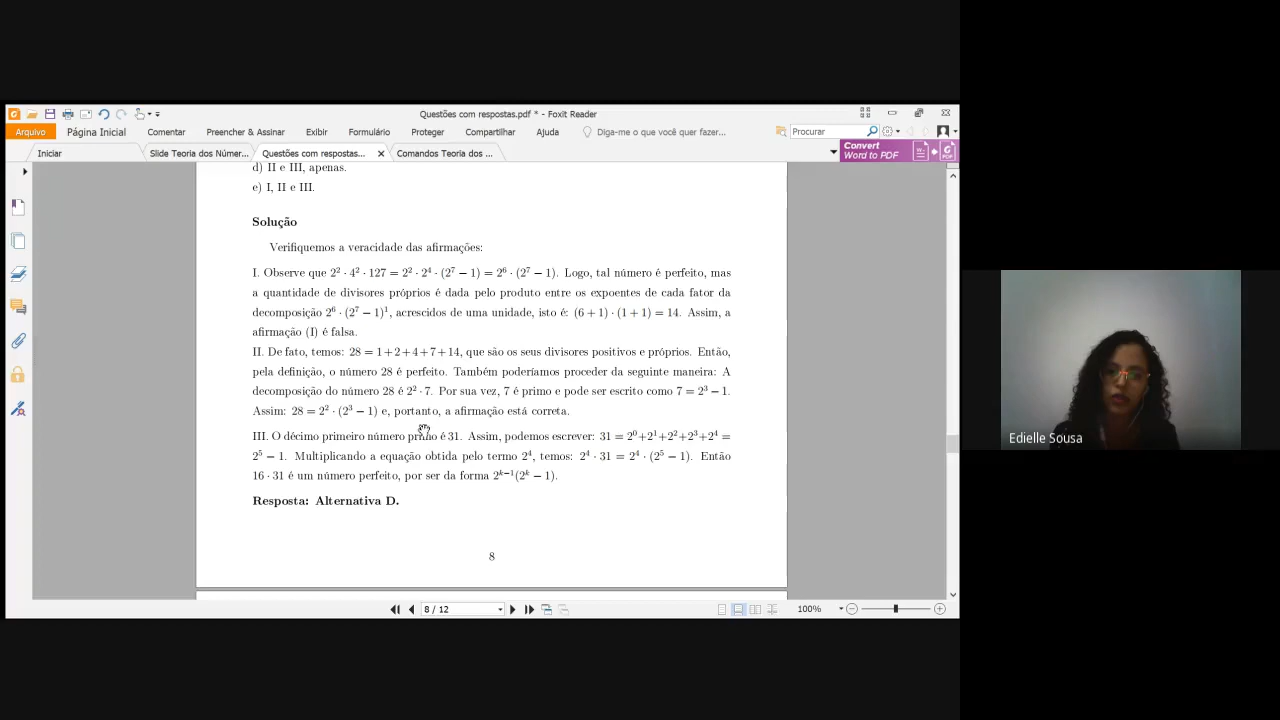 Questões com respostas.pdf * - Foxit Reader
Arquivo Página Inicial Comentar Preencher & Assinar Exibir Formulário Proteger Compartilhar Ajuda Diga-me o que você quer fazer... Procurar
Iniciar Slide Teoria dos Númer... Questões com respostas... Comandos Teoria dos ... Convert
Word to PDF
d) II e III, apenas.
e) I, II e III.
Solução
Verifiquemos a veracidade das afirmações:
I. Observe que 2² · 4² · 127 = 2² · 2⁴ · (2⁷ − 1) = 2⁶ · (2⁷ − 1). Logo, tal número é perfeito, mas
a quantidade de divisores próprios é dada pelo produto entre os expoentes de cada fator da
decomposição 2⁶ · (2⁷ − 1)¹, acrescidos de uma unidade, isto é: (6 + 1) · (1 + 1) = 14. Assim, a
afirmação (I) é falsa.
II. De fato, temos: 28 = 1 + 2 + 4 + 7 + 14, que são os seus divisores positivos e próprios. Então,
pela definição, o número 28 é perfeito. Também poderíamos proceder da seguinte maneira: A
decomposição do número 28 é 2² · 7. Por sua vez, 7 é primo e pode ser escrito como 7 = 2³ − 1.
Assim: 28 = 2² · (2³ − 1) e, portanto, a afirmação está correta.
III. O décimo primeiro número primo é 31. Assim, podemos escrever: 31 = 2⁰+2¹+2²+2³+2⁴ =
2⁵ − 1. Multiplicando a equação obtida pelo termo 2⁴, temos: 2⁴ · 31 = 2⁴ · (2⁵ − 1). Então
16 · 31 é um número perfeito, por ser da forma 2ᵏ⁻¹(2ᵏ − 1).
Resposta: Alternativa D.
8
8 / 12 100%
Edielle Sousa